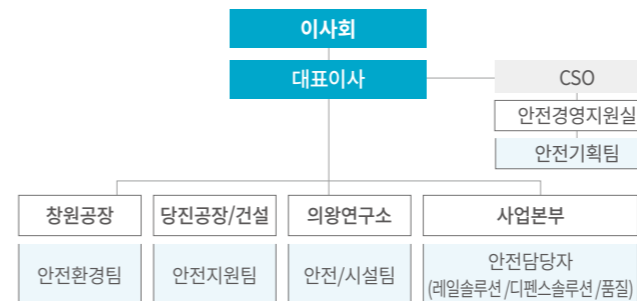 이사회
대표이사
CSO
안전경영지원실
안전기획팀
창원공장
당진공장/건설
의왕연구소
사업본부
안전환경팀
안전지원팀
안전/시설팀
안전담당자
(레일솔루션/디펜스솔루션/품질)